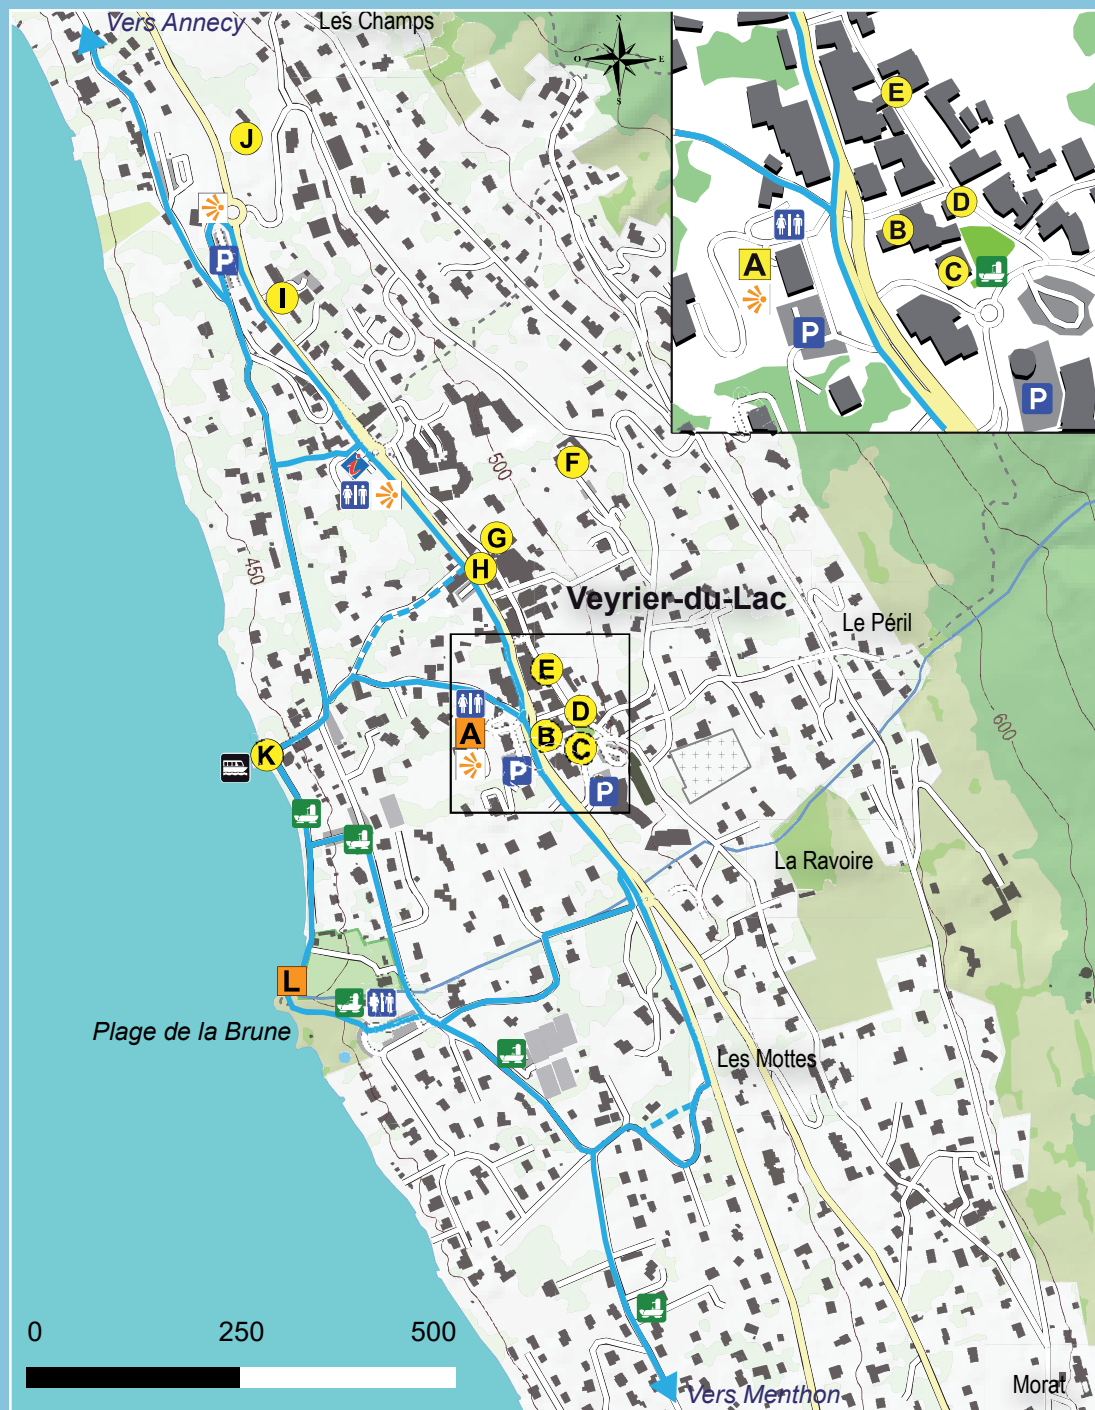 Vers Annecy
Les Champs
N
O
E
S
J
P
I
i
F
500
G
H
450
Veyrier-du-Lac
Le Péril
E
D
A
B
C
P
P
K
600
La Ravoire
L
Plage de la Brune
Les Mottes
0
250
500
Vers Menthon
Morat
E
D
B
A
C
P
P